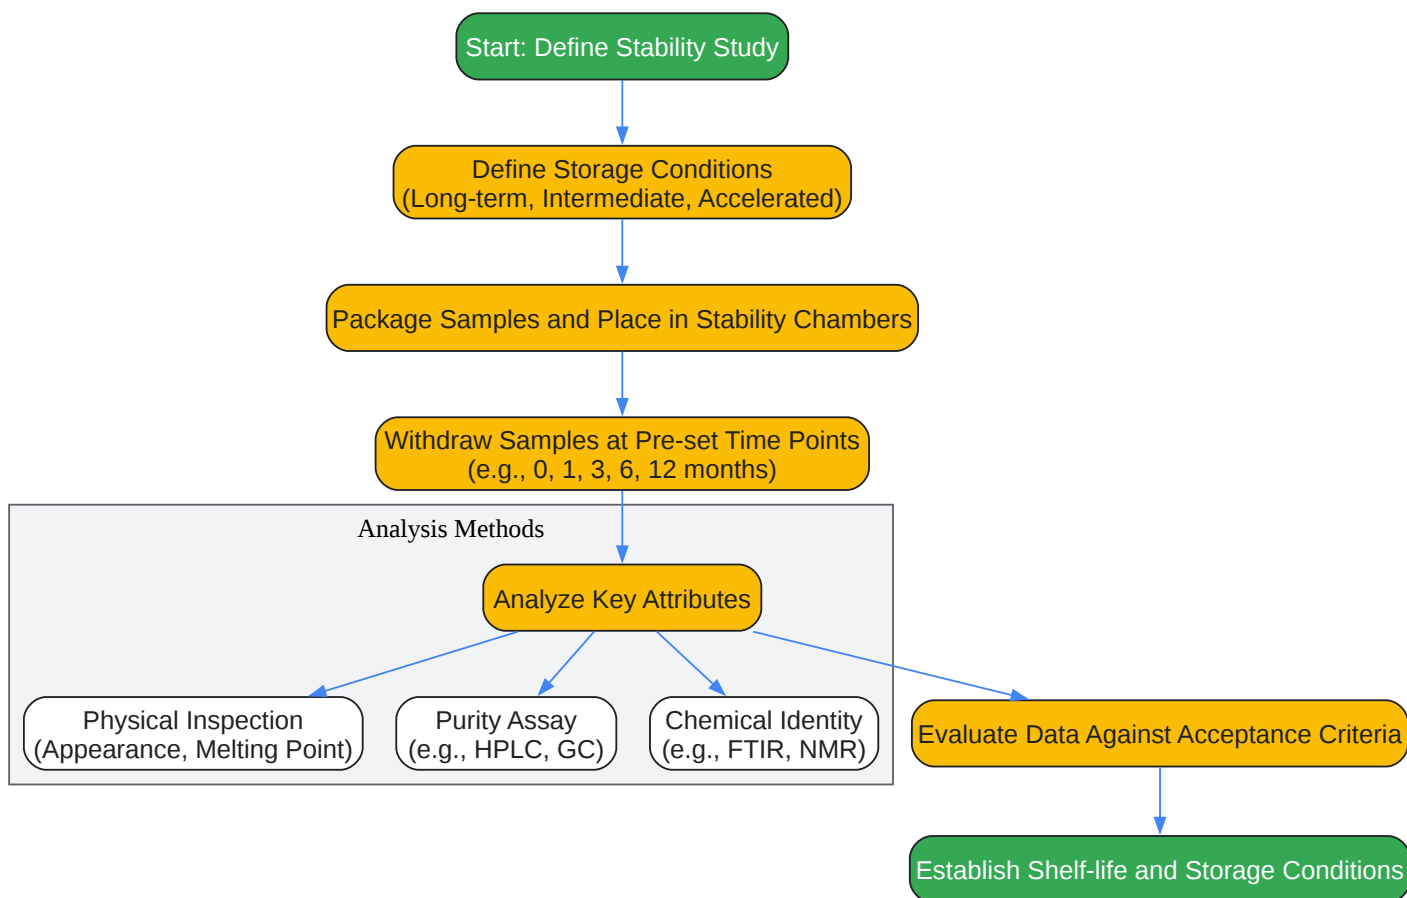 Start: Define Stability Study
Define Storage Conditions
(Long-term, Intermediate, Accelerated)
Package Samples and Place in Stability Chambers
Withdraw Samples at Pre-set Time Points
(e.g., 0, 1, 3, 6, 12 months)
Analysis Methods
Analyze Key Attributes
Physical Inspection
(Appearance, Melting Point)
Purity Assay
(e.g., HPLC, GC)
Chemical Identity
(e.g., FTIR, NMR)
Evaluate Data Against Acceptance Criteria
Establish Shelf-life and Storage Conditions